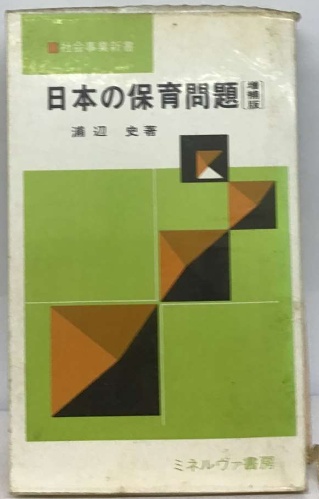 社会事業新書
日本の保育問題〔増補版〕
浦辺 史著
ミネルヴァ書房